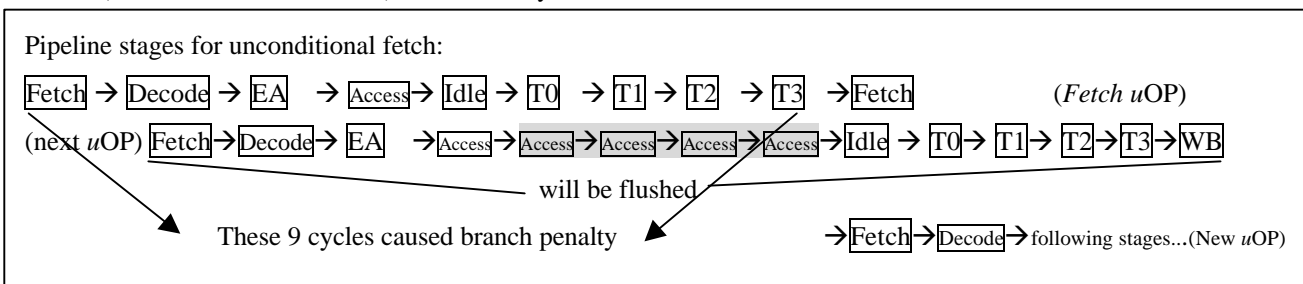 Pipeline stages for unconditional fetch:
Fetch → Decode → EA → Access → Idle → T0 → T1 → T2 → T3 → Fetch (Fetch uOP)
(next uOP) Fetch → Decode → EA → Access → Access → Access → Access → Access → Idle → T0 → T1 → T2 → T3 → WB
will be flushed
These 9 cycles caused branch penalty → Fetch → Decode → following stages...(New uOP)